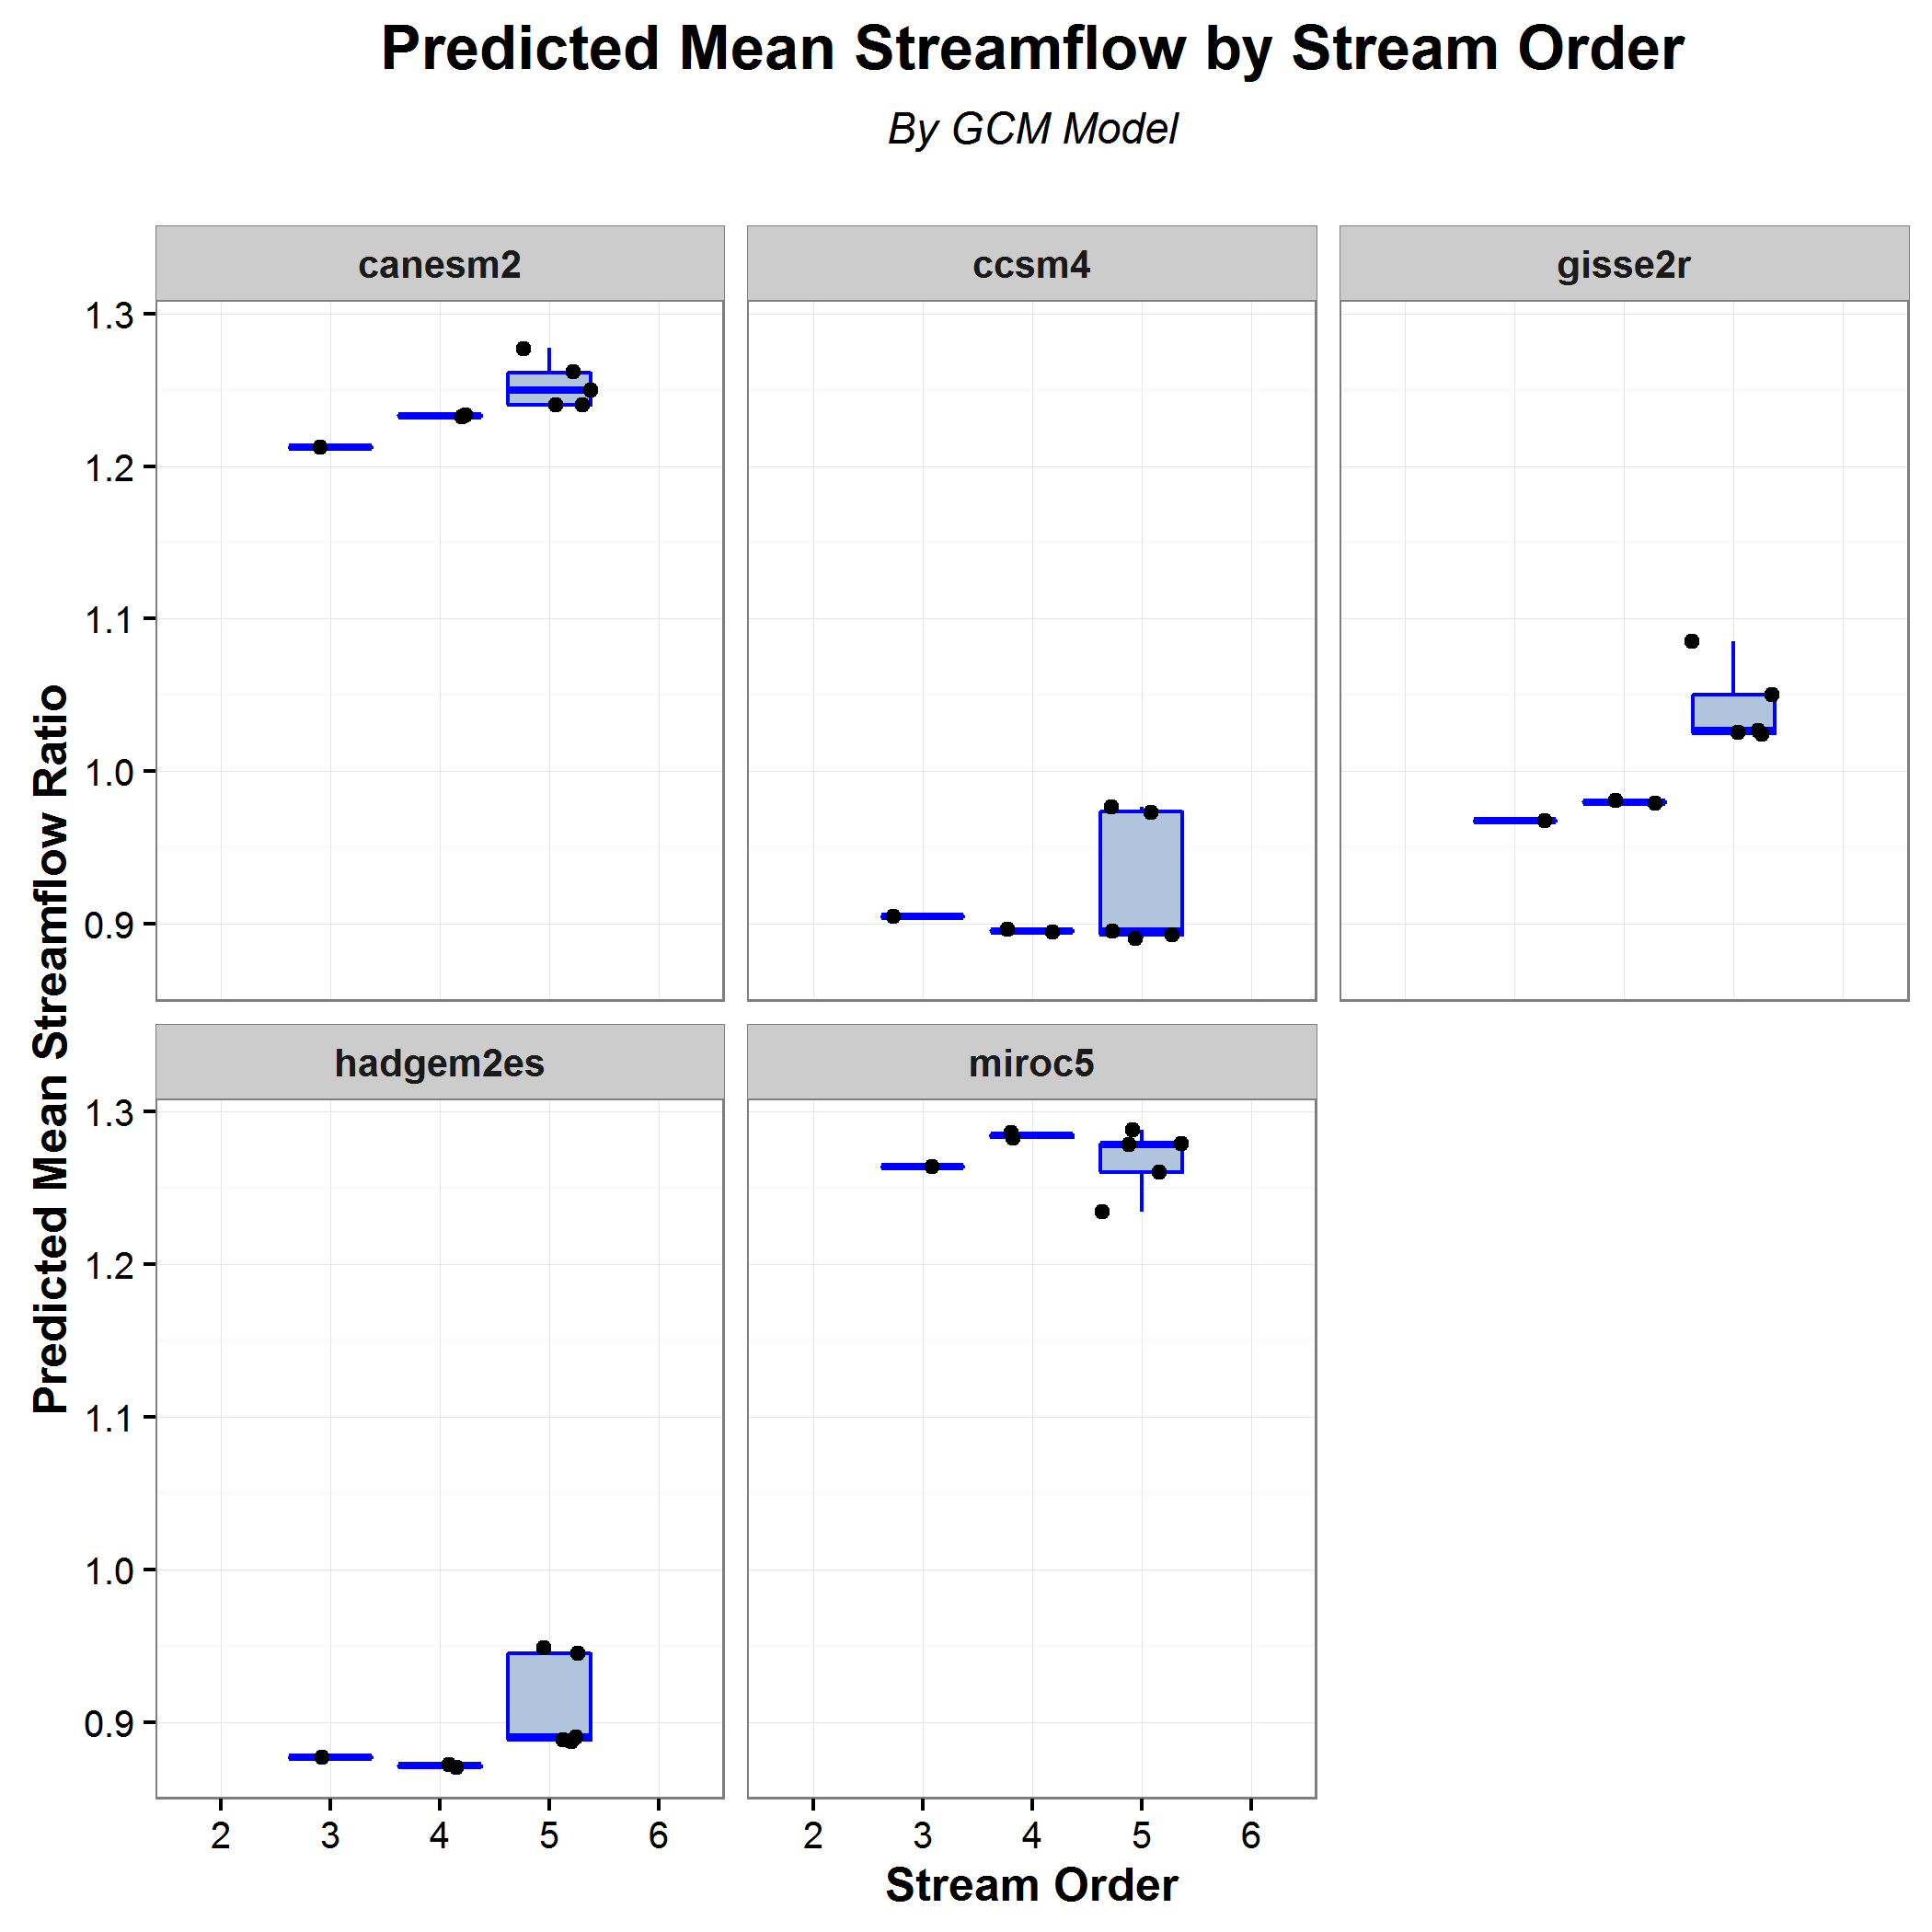 Predicted Mean Streamflow by Stream Order
By GCM Model
canesm2
ccsm4
gisse2r
1.3
1.2
1.1
1.0
0.9
Predicted Mean Streamflow Ratio
hadgem2es
miroc5
1.3
1.2
1.1
1.0
0.9
2 3 4 5 6
2 3 4 5 6
Stream Order